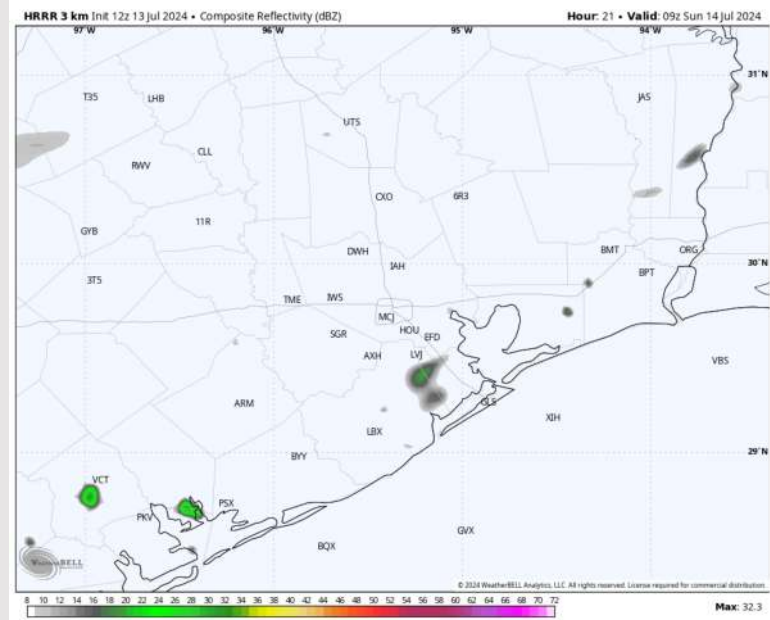 HRRR 3 km Init 12z 13 Jul 2024 • Composite Reflectivity (dBZ) Hour: 21 • Valid: 09z Sun 14 Jul 2024
97°W 96°W 95°W 94°W
31°N
T35 LHB JAS
UTS
CLL
RWV
CXO 6R3
11R
GYB
DWH BMT ORG
IAH
30°N
BPT
3T5
TME IWS
MCJ
HOU
SGR EFD
AXH LVJ
VBS
ARM GLS
XIH
LBX
29°N
BYY
VCT
PSX
PKV
GVX
BQX
WEATHERBELL
© 2024 WeatherBELL Analytics, LLC. All rights reserved. License required for commercial distribution.
8 10 12 14 16 18 20 22 24 26 28 30 32 34 36 38 40 42 44 46 48 50 52 54 56 58 60 62 64 66 68 70 72
Max: 32.3